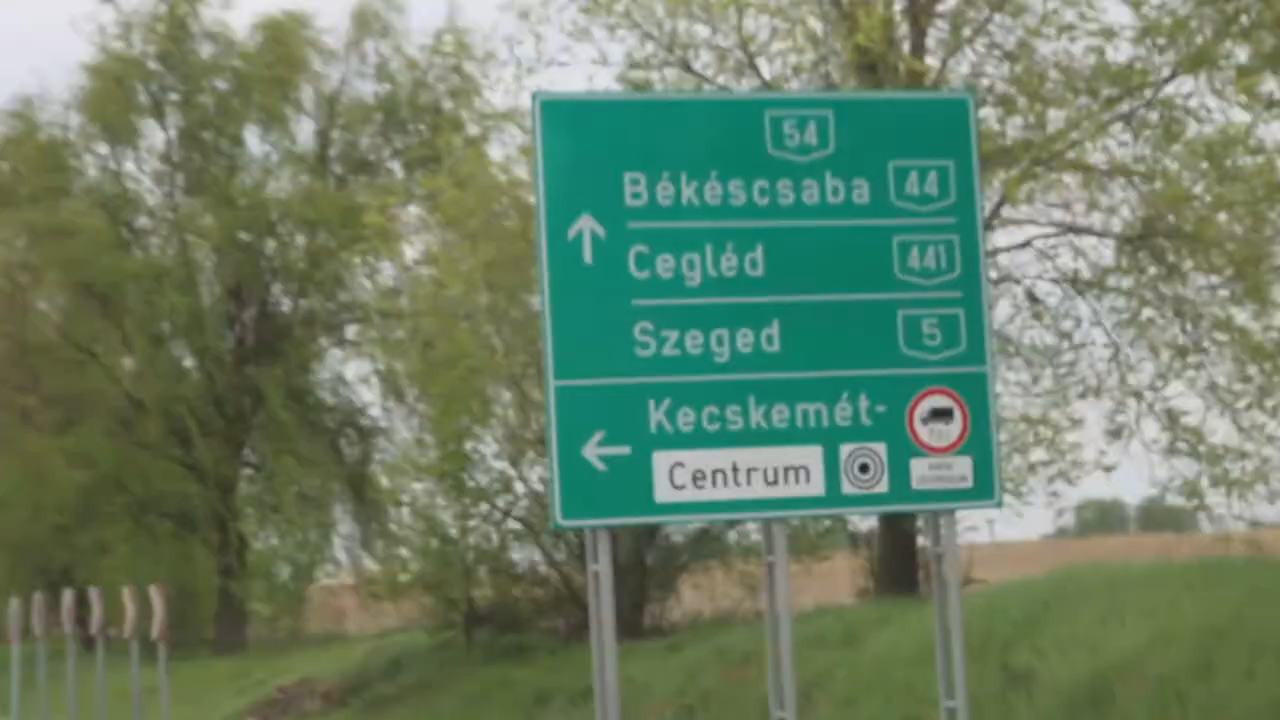 54
Békéscsaba 44
Cegléd 441
Szeged 5
Kecskemét-
Centrum